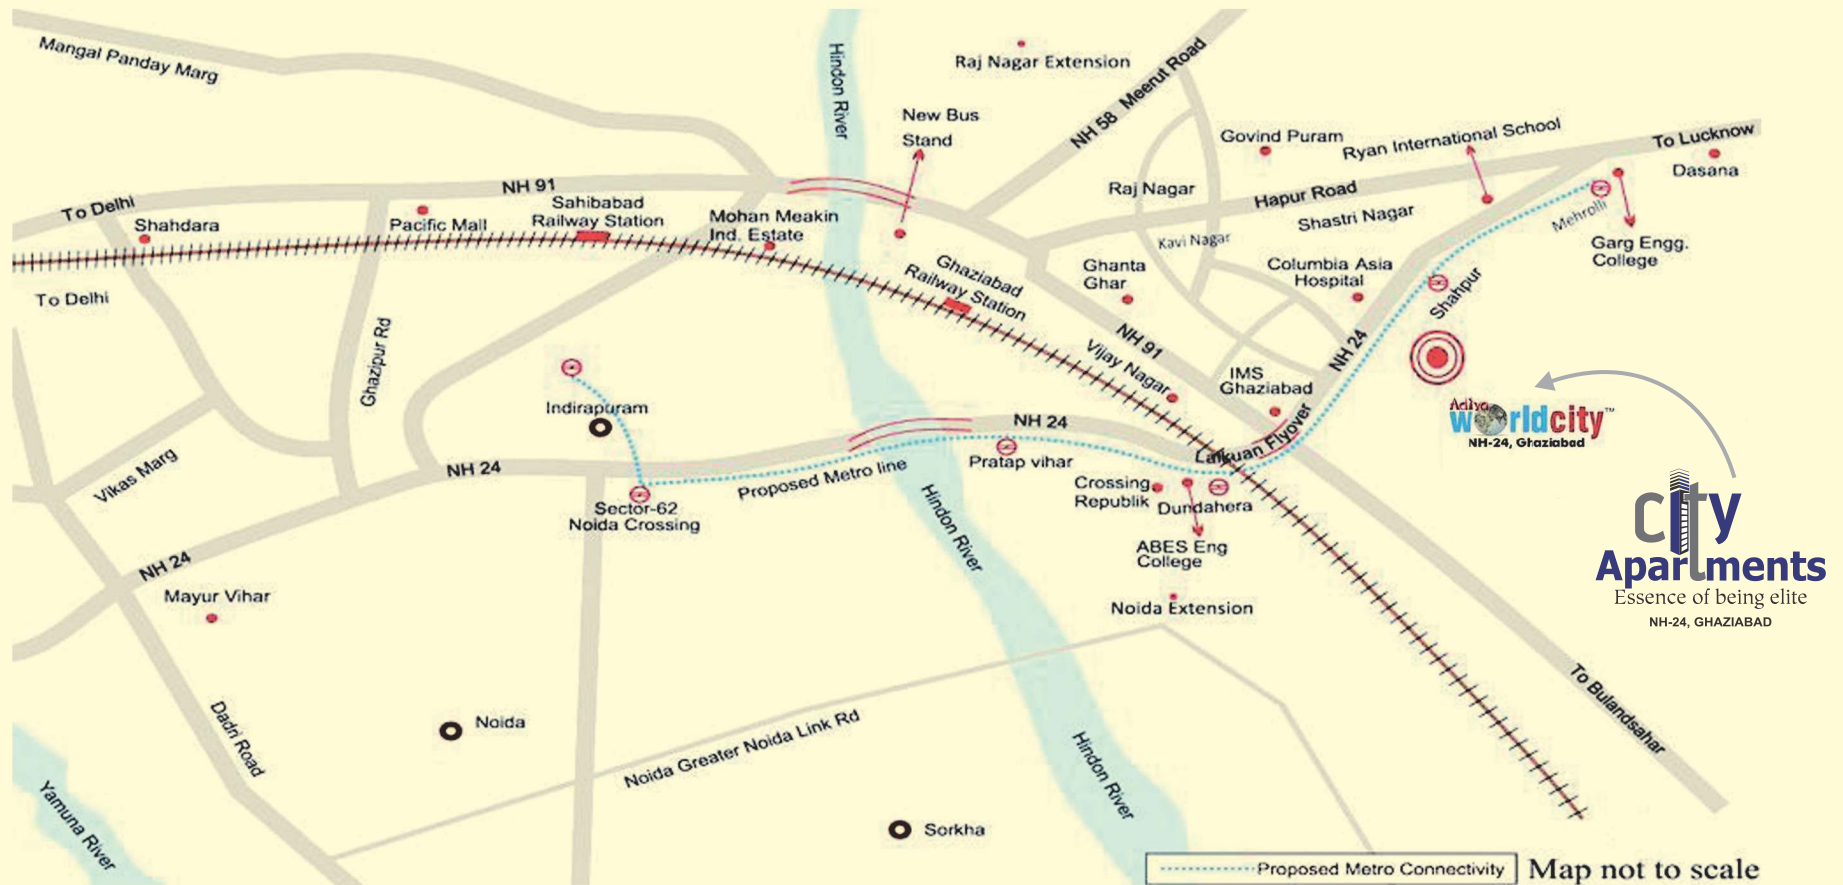 Mangal Panday Marg
Hindon River
Raj Nagar Extension
NH 58 Meerut Road
New Bus
Stand
Govind Puram
Ryan International School
To Lucknow
Dasana
To Delhi
NH 91
Shahdara
Pacific Mall
Sahibabad
Railway Station
Mohan Meakin
Ind. Estate
Raj Nagar
Hapur Road
Shastri Nagar
Kavi Nagar
Mehrolli
Garg Engg.
College
To Delhi
Ghaziabad
Railway Station
Ghanta
Ghar
Columbia Asia
Hospital
Shahpur
Ghazipur Rd
NH 91
Vijay Nagar
NH 24
IMS
Ghaziabad
Indirapuram
Aditya
worldcity™
NH-24, Ghaziabad
NH 24
Lalkuan Flyover
Vikas Marg
NH 24
Proposed Metro line
Pratap vihar
Crossing
Republik
Dundahera
Sector-62
Noida Crossing
Hindon River
ABES Eng
College
Noida Extension
city
Apartments
Essence of being elite
NH-24, GHAZIABAD
NH 24
Mayur Vihar
Dadri Road
Noida
Noida Greater Noida Link Rd
To Bulandsahar
Hindon River
Yamuna River
Sorkha
Proposed Metro Connectivity
Map not to scale